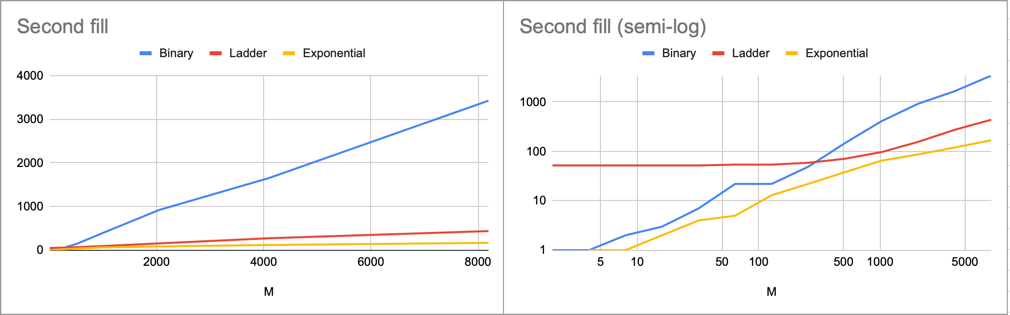 Second fill
Binary Ladder Exponential
4000
3000
2000
1000
0
2000 4000 6000 8000
M
Second fill (semi-log)
Binary Ladder Exponential
1000
100
10
1
5 10 50 100 500 1000 5000
M